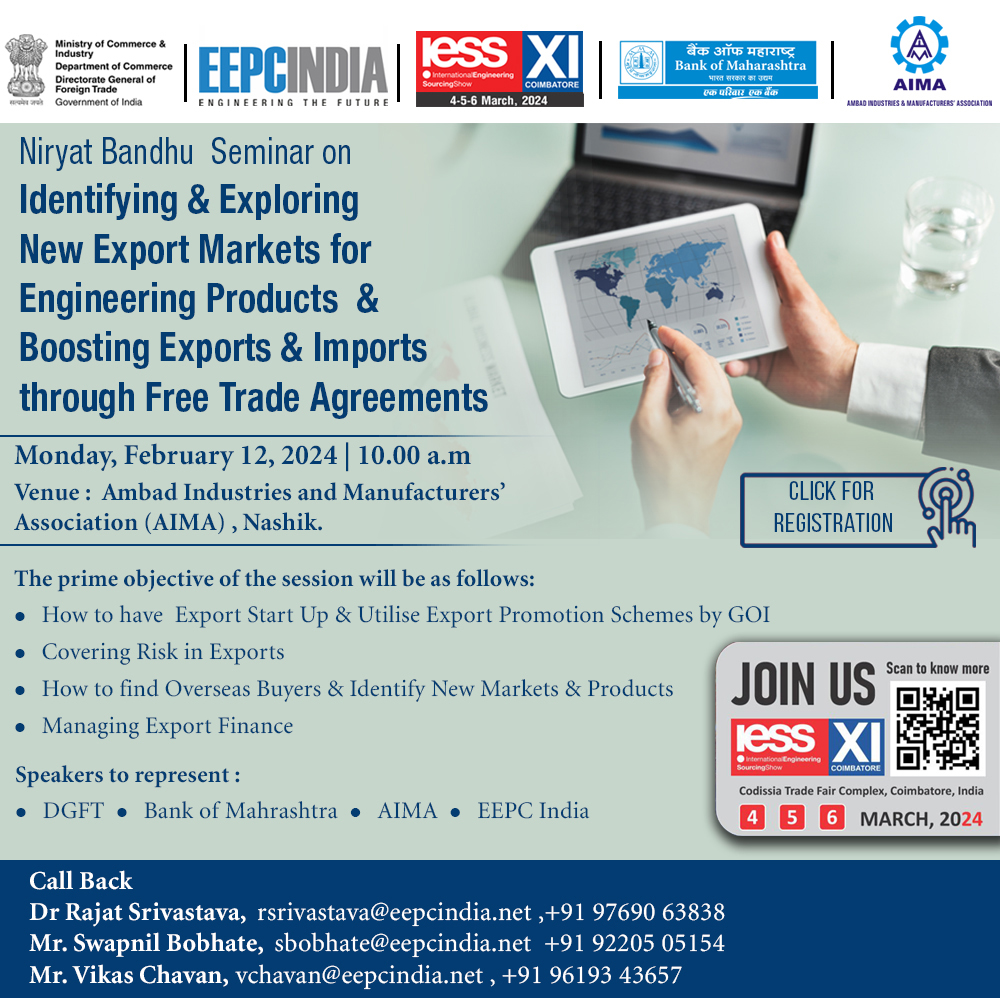 Ministry of Commerce &
Industry
Department of Commerce
Directorate General of
Foreign Trade
Government of India
सत्यमेव जयते
EEPCINDIA
ENGINEERING THE FUTURE
IESS XI
InternationalEngineering
SourcingShow
COIMBATORE
4-5-6 March, 2024
बैंक ऑफ महाराष्ट्र
Bank of Maharashtra
भारत सरकार का उद्यम
एक परिवार एक बैंक
AIMA
AMBAD INDUSTRIES & MANUFACTURERS' ASSOCIATION
Niryat Bandhu Seminar on
Identifying & Exploring
New Export Markets for
Engineering Products &
Boosting Exports & Imports
through Free Trade Agreements
Monday, February 12, 2024 | 10.00 a.m
Venue : Ambad Industries and Manufacturers’
Association (AIMA) , Nashik.
CLICK FOR
REGISTRATION
The prime objective of the session will be as follows:
• How to have Export Start Up & Utilise Export Promotion Schemes by GOI
• Covering Risk in Exports
• How to find Overseas Buyers & Identify New Markets & Products
• Managing Export Finance
Speakers to represent :
• DGFT • Bank of Mahrashtra • AIMA • EEPC India
JOIN US
Scan to know more
IESS XI
InternationalEngineering
SourcingShow
COIMBATORE
Codissia Trade Fair Complex, Coimbatore, India
4 5 6 MARCH, 2024
Call Back
Dr Rajat Srivastava, rsrivastava@eepcindia.net ,+91 97690 63838
Mr. Swapnil Bobhate, sbobhate@eepcindia.net +91 92205 05154
Mr. Vikas Chavan, vchavan@eepcindia.net , +91 96193 43657